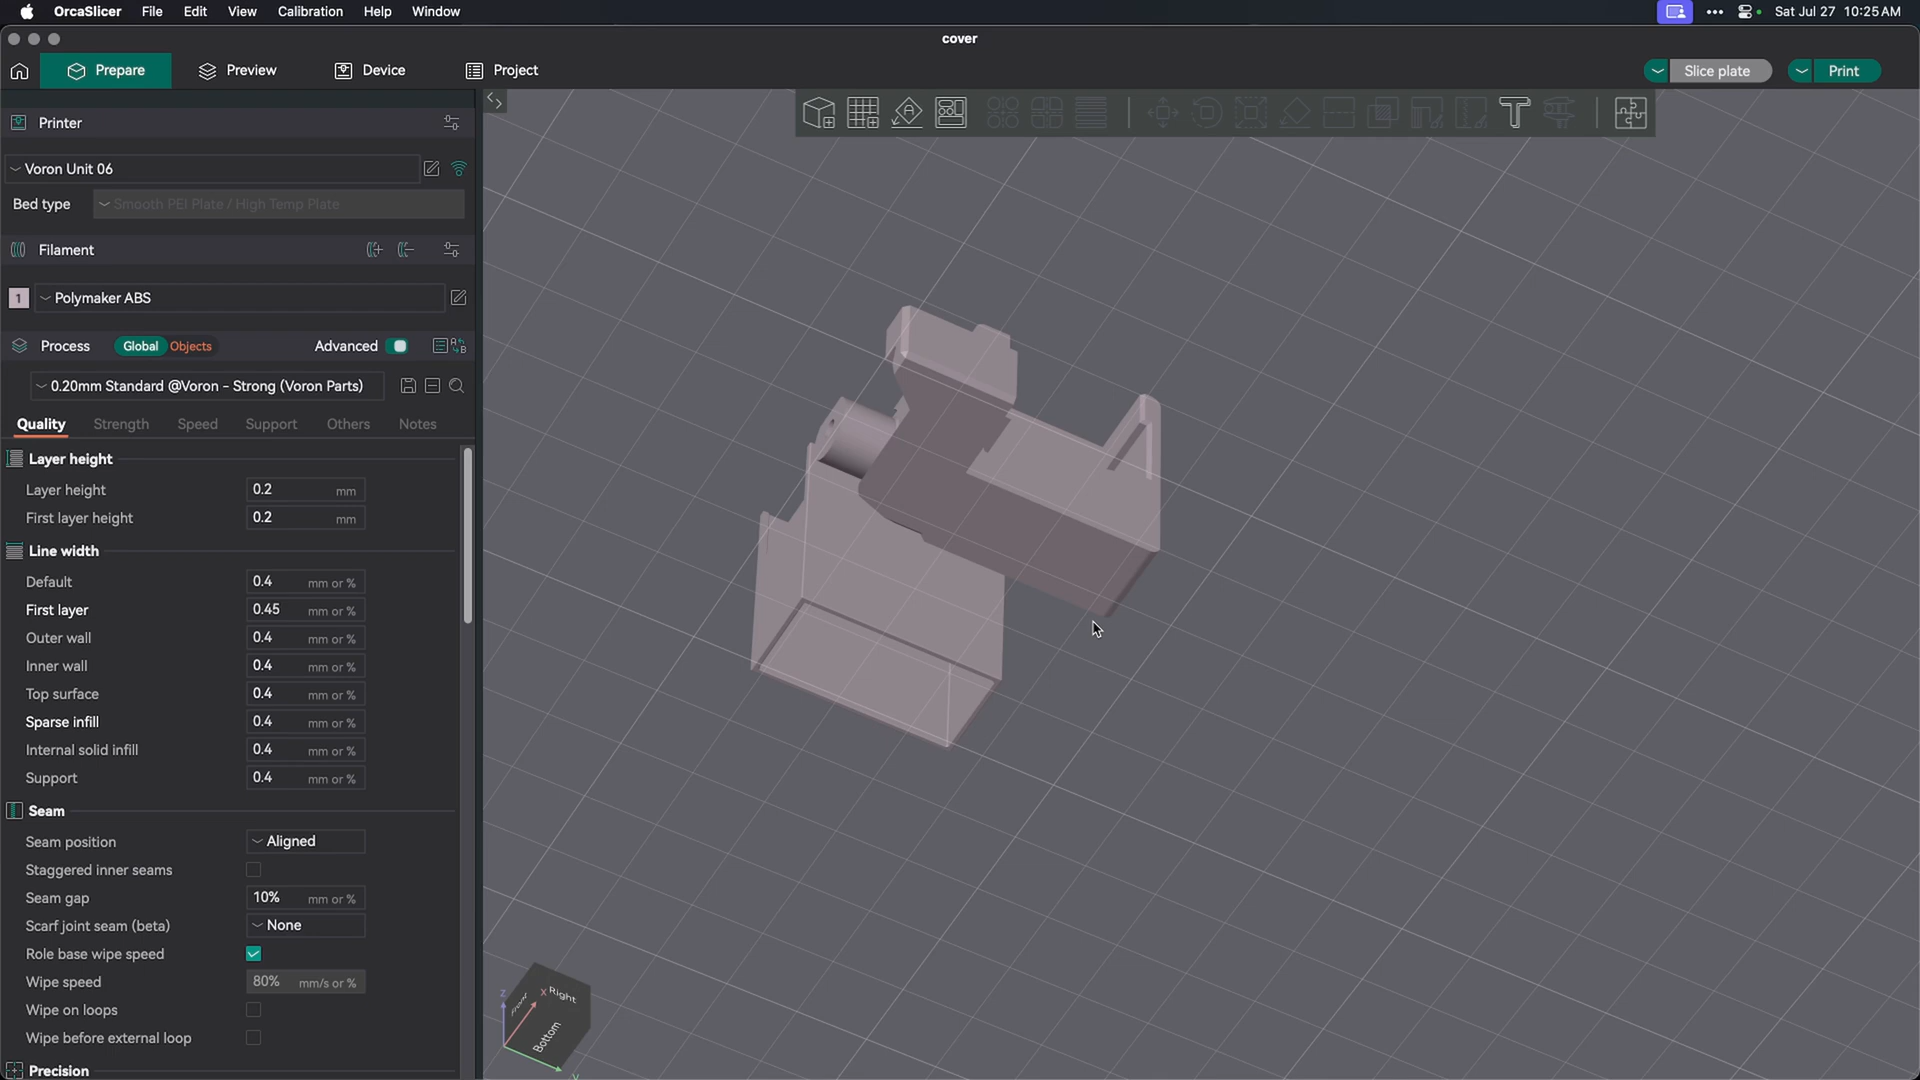 OrcaSlicer File Edit View Calibration Help Window
Sat Jul 27 10:25AM
cover
Prepare Preview Device Project
Slice plate Print
Printer
Voron Unit 06
Bed type Smooth PEI Plate / High Temp Plate
Filament
1 Polymaker ABS
Process Global Objects Advanced
0.20mm Standard @Voron - Strong (Voron Parts)
Quality Strength Speed Support Others Notes
Layer height
Layer height 0.2 mm
First layer height 0.2 mm
Line width
Default 0.4 mm or %
First layer 0.45 mm or %
Outer wall 0.4 mm or %
Inner wall 0.4 mm or %
Top surface 0.4 mm or %
Sparse infill 0.4 mm or %
Internal solid infill 0.4 mm or %
Support 0.4 mm or %
Seam
Seam position Aligned
Staggered inner seams
Seam gap 10% mm or %
Scarf joint seam (beta) None
Role base wipe speed
Wipe speed 80% mm/s or %
Wipe on loops
Wipe before external loop
Precision
Z X Right
Bottom